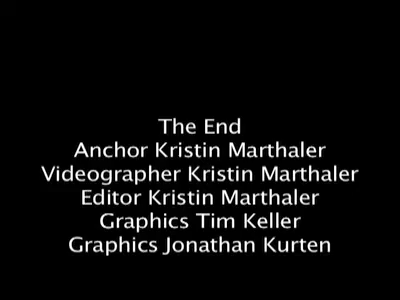 The End
Anchor Kristin Marthaler
Videographer Kristin Marthaler
Editor Kristin Marthaler
Graphics Tim Keller
Graphics Jonathan Kurten